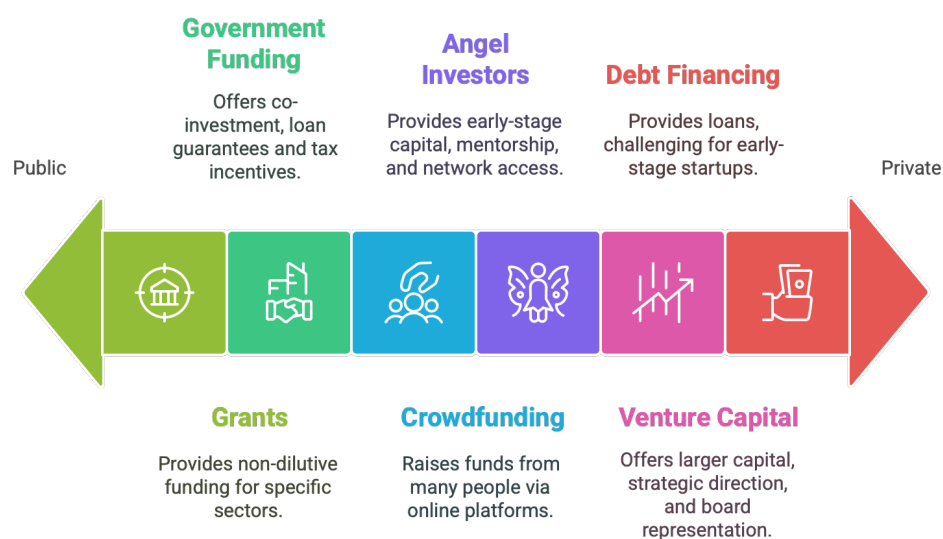 Government
Funding
Offers co-
investment, loan
guarantees and tax
incentives.
Angel
Investors
Provides early-stage
capital, mentorship,
and network access.
Debt Financing
Provides loans,
challenging for early-
stage startups.
Public
Private
Grants
Provides non-dilutive
funding for specific
sectors.
Crowdfunding
Raises funds from
many people via
online platforms.
Venture Capital
Offers larger capital,
strategic direction,
and board
representation.